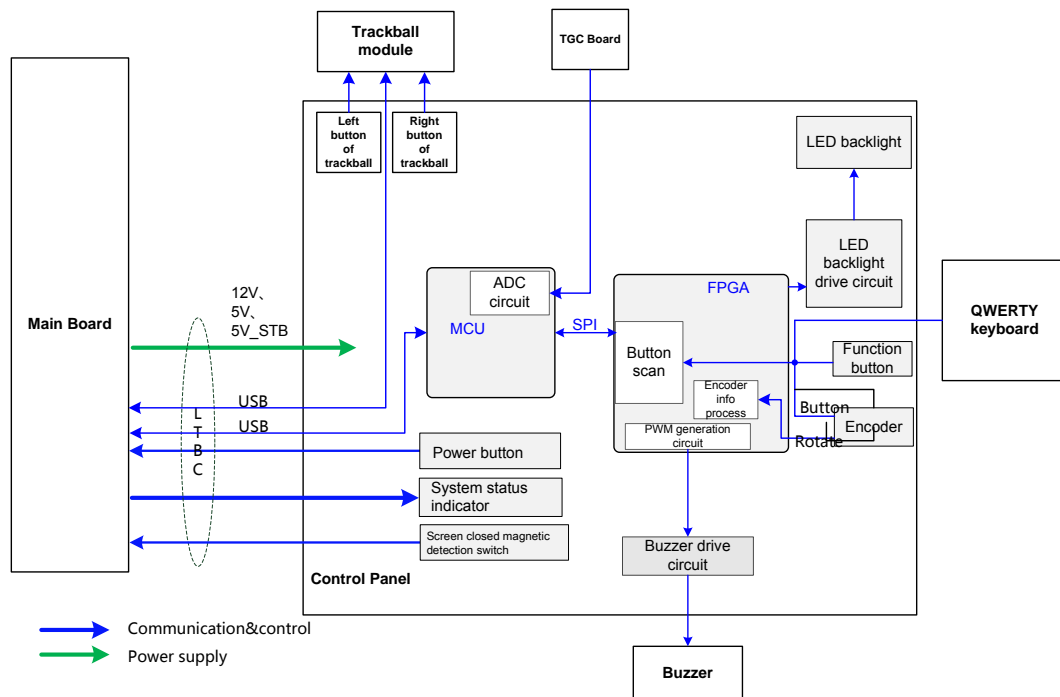 Trackball
module
TGC Board
Main Board
Left
button
of
trackball
Right
button
of
trackball
LED backlight
LED
backlight
drive circuit
QWERTY
keyboard
12V、
5V、
5V_STB
ADC
circuit
MCU
SPI
FPGA
Button
scan
Encoder
info
process
PWM generation
circuit
Function
button
Button
Encoder
Rotate
USB
USB
L
T
B
C
Power button
System status
indicator
Screen closed magnetic
detection switch
Buzzer drive
circuit
Control Panel
Communication&control
Power supply
Buzzer